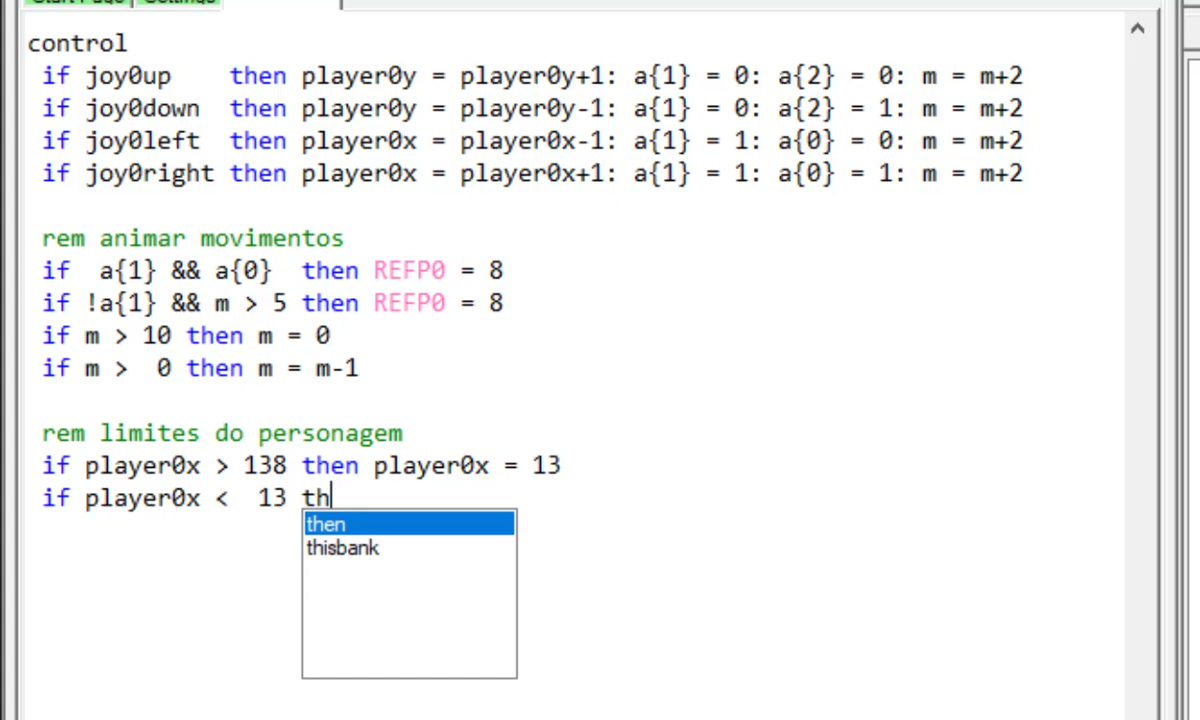 Start Page Settings
control
if joy0up    then player0y = player0y+1: a{1} = 0: a{2} = 0: m = m+2
if joy0down  then player0y = player0y-1: a{1} = 0: a{2} = 1: m = m+2
if joy0left  then player0x = player0x-1: a{1} = 1: a{0} = 0: m = m+2
if joy0right then player0x = player0x+1: a{1} = 1: a{0} = 1: m = m+2
rem animar movimentos
if  a{1} && a{0}  then REFP0 = 8
if !a{1} && m > 5 then REFP0 = 8
if m > 10 then m = 0
if m >  0 then m = m-1
rem limites do personagem
if player0x > 138 then player0x = 13
if player0x <  13 th
then
thisbank